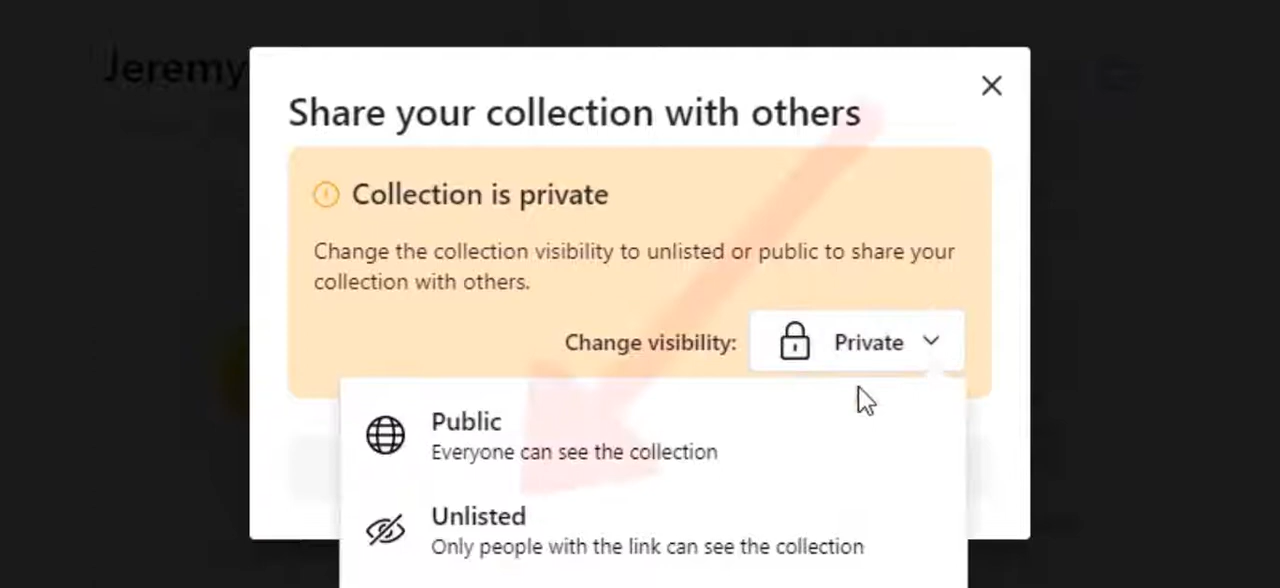 Jeremy
Share your collection with others
Collection is private
Change the collection visibility to unlisted or public to share your
collection with others.
Change visibility:
Private
Public
Everyone can see the collection
Unlisted
Only people with the link can see the collection